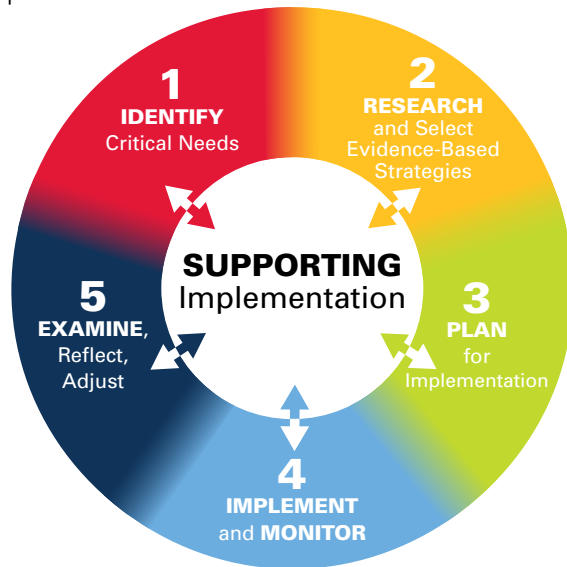 1
IDENTIFY
Critical Needs
2
RESEARCH
and Select
Evidence-Based
Strategies
3
PLAN
for
Implementation
4
IMPLEMENT
and MONITOR
5
EXAMINE,
Reflect,
Adjust
SUPPORTING
Implementation